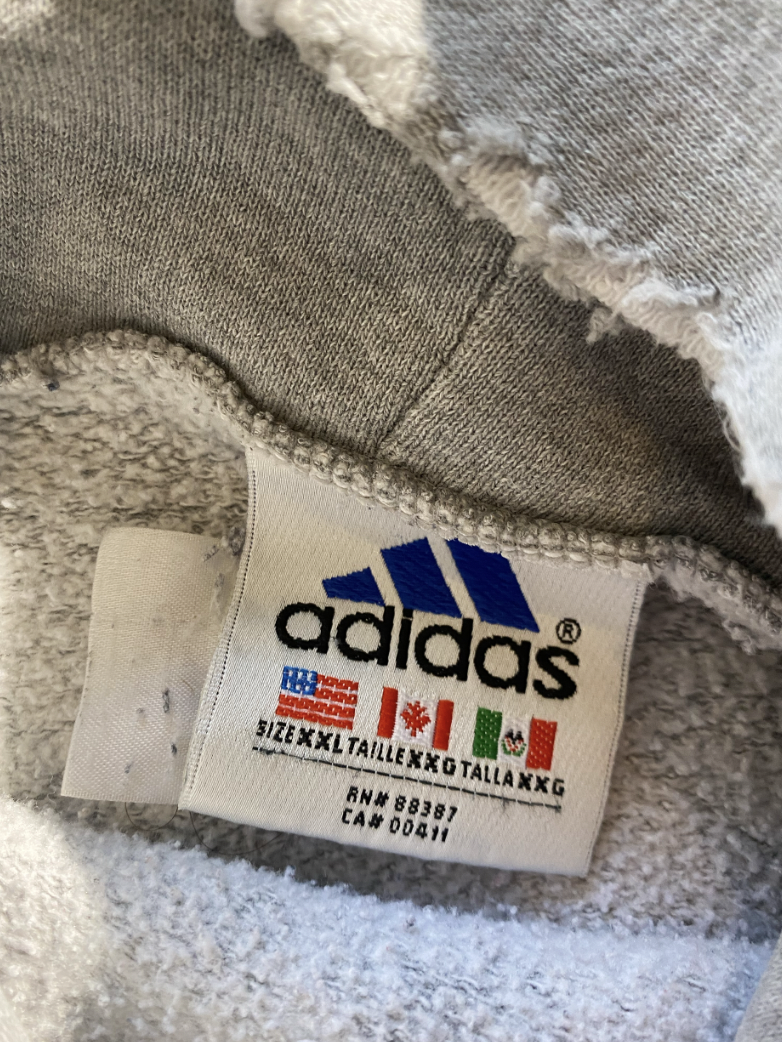 adidas®
SIZE XXL TAILLE XXG TALLA XXG
RN# 88387
CA# 00411